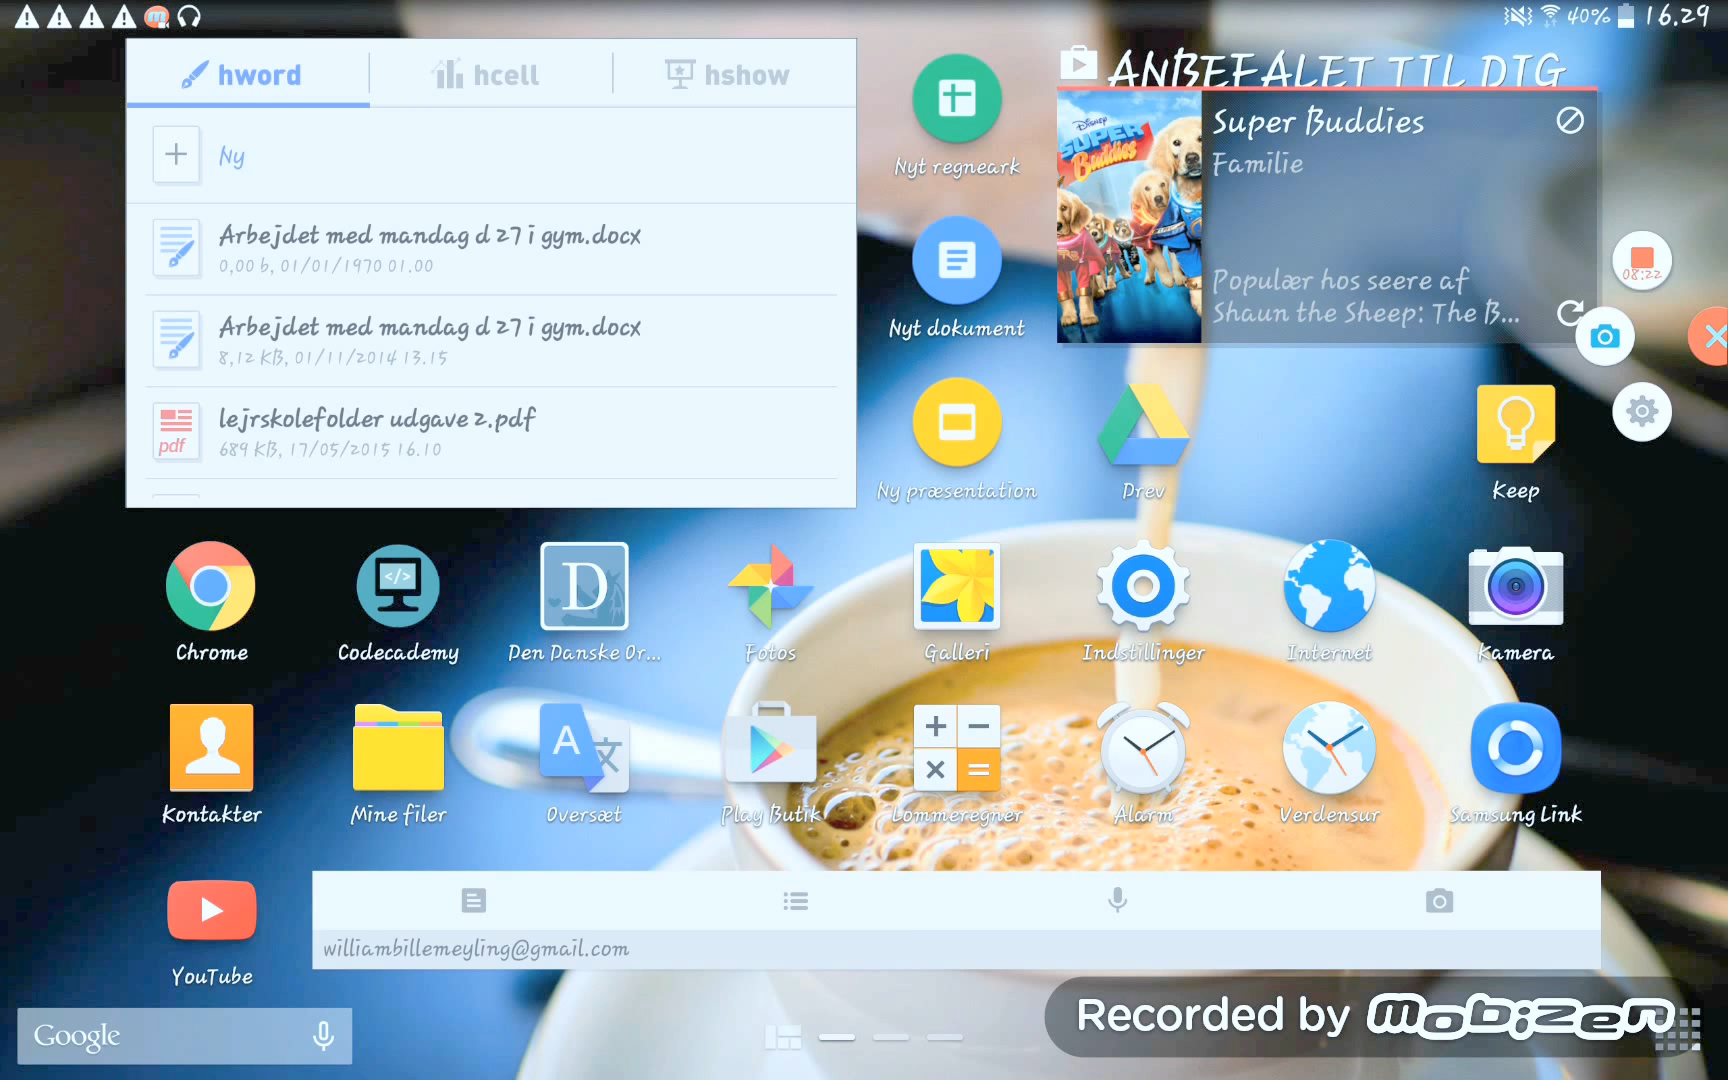 40% 16.29
hword hcell hshow
Ny
Arbejdet med mandag d 27 i gym.docx
0,00 b, 01/01/1970 01.00
Arbejdet med mandag d 27 i gym.docx
8,12 KB, 01/11/2014 13.15
pdf
lejrskolefolder udgave 2.pdf
689 KB, 17/05/2015 16.10
Nyt regneark
Nyt dokument
Ny præsentation
ANBEFALET TIL DIG
Disney
SUPER
Buddies
Super Buddies
Familie
Populær hos seere af
Shaun the Sheep: The B...
08:22
Drev
Keep
Chrome
Codecademy
D
Den Danske Or...
Fotos
Galleri
Indstillinger
Internet
Kamera
Kontakter
Mine filer
A 文
Oversæt
Play Butik
+ − × =
Lommeregner
Alarm
Verdensur
Samsung Link
YouTube
williambillemeyling@gmail.com
Google
Recorded by mobizen